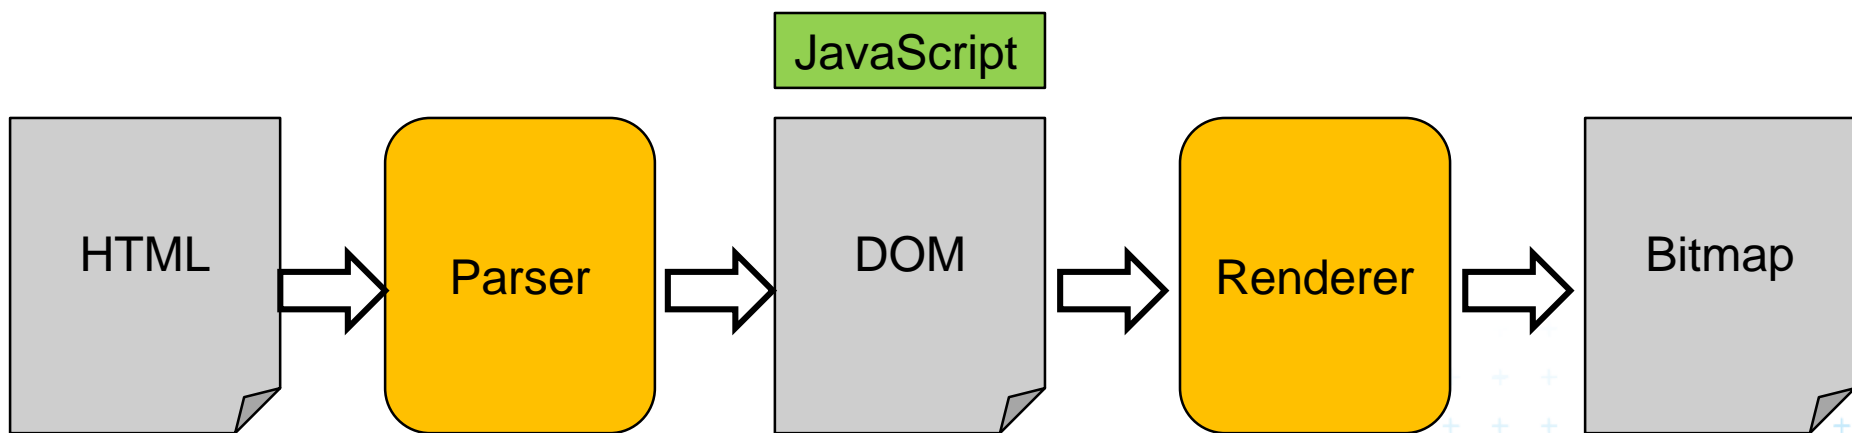 JavaScript
HTML
Parser
DOM
Renderer
Bitmap